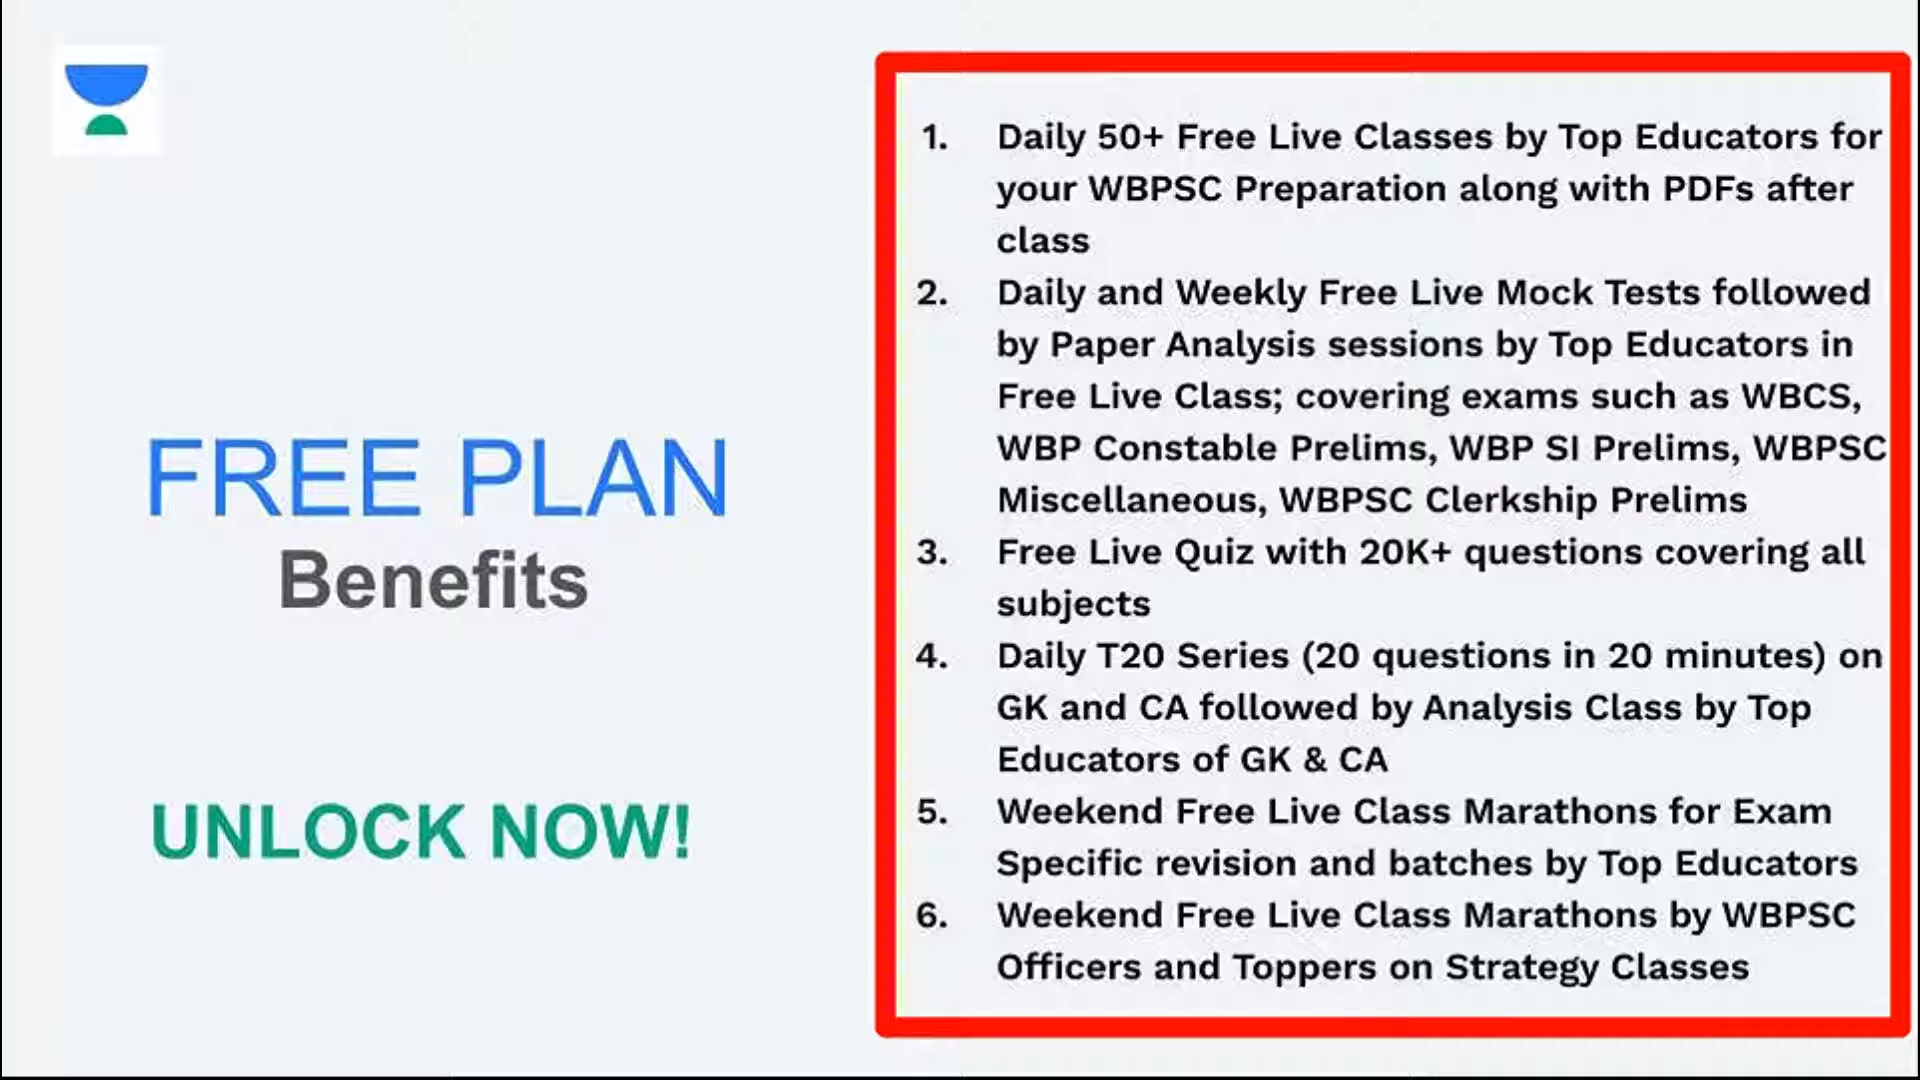 FREE PLAN
Benefits
UNLOCK NOW!
1. Daily 50+ Free Live Classes by Top Educators for
your WBPSC Preparation along with PDFs after
class
2. Daily and Weekly Free Live Mock Tests followed
by Paper Analysis sessions by Top Educators in
Free Live Class; covering exams such as WBCS,
WBP Constable Prelims, WBP SI Prelims, WBPSC
Miscellaneous, WBPSC Clerkship Prelims
3. Free Live Quiz with 20K+ questions covering all
subjects
4. Daily T20 Series (20 questions in 20 minutes) on
GK and CA followed by Analysis Class by Top
Educators of GK & CA
5. Weekend Free Live Class Marathons for Exam
Specific revision and batches by Top Educators
6. Weekend Free Live Class Marathons by WBPSC
Officers and Toppers on Strategy Classes